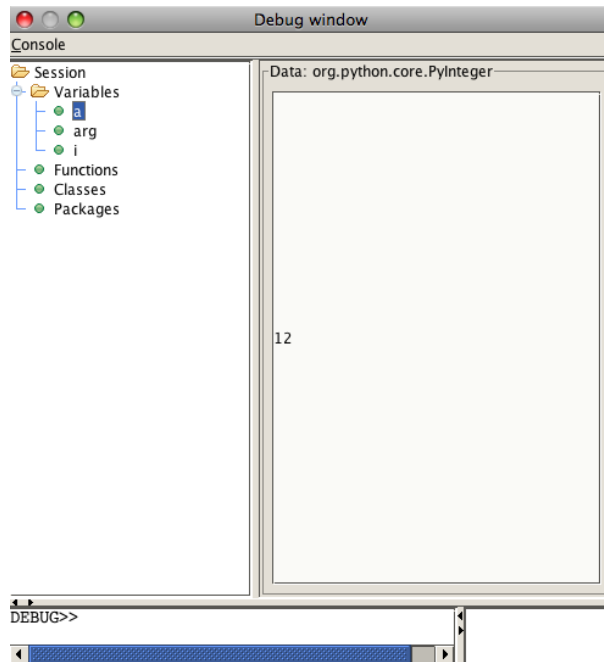 Debug window
Console
Session
Variables
a
arg
i
Functions
Classes
Packages
Data: org.python.core.PyInteger
12
DEBUG>>